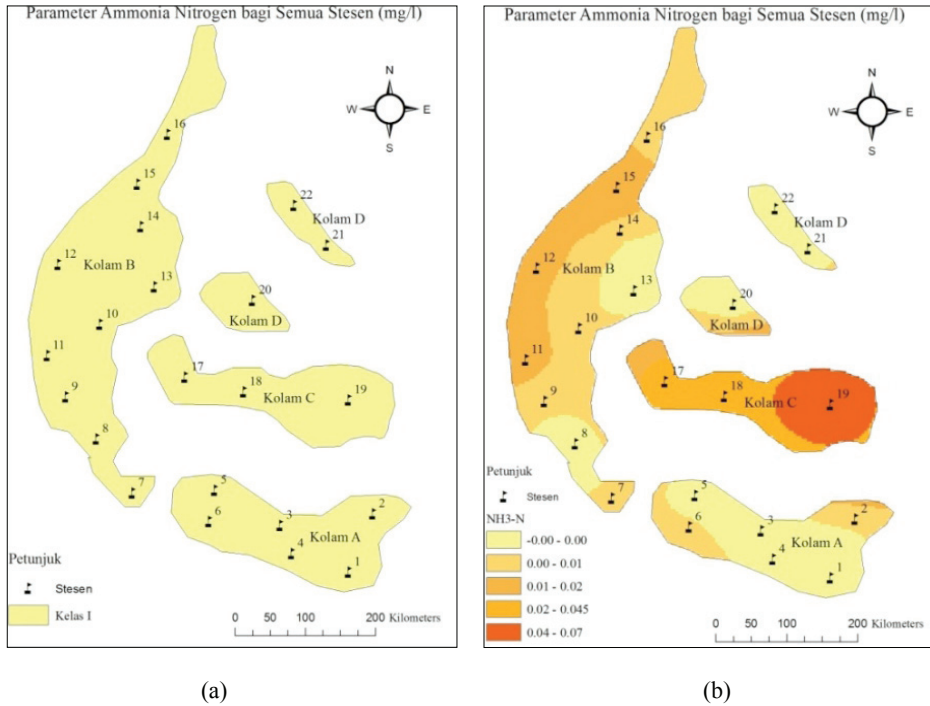 Parameter Ammonia Nitrogen bagi Semua Stesen (mg/l)
N
W E
S
16
15
14
22
Kolam D
21
12
Kolam B
13
20
Kolam D
10
11
17
18
19
Kolam C
9
8
7
5
6
3
2
Kolam A
4
1
Petunjuk
Stesen
Kelas I
0 50 100 200 Kilometers
(a)
Parameter Ammonia Nitrogen bagi Semua Stesen (mg/l)
N
W E
S
16
15
14
22
Kolam D
21
12
Kolam B
13
20
Kolam D
10
11
17
18
19
Kolam C
9
8
7
5
6
3
2
Kolam A
4
1
Petunjuk
Stesen
NH3-N
-0.00 - 0.00
0.00 - 0.01
0.01 - 0.02
0.02 - 0.045
0.04 - 0.07
0 50 100 200 Kilometers
(b)